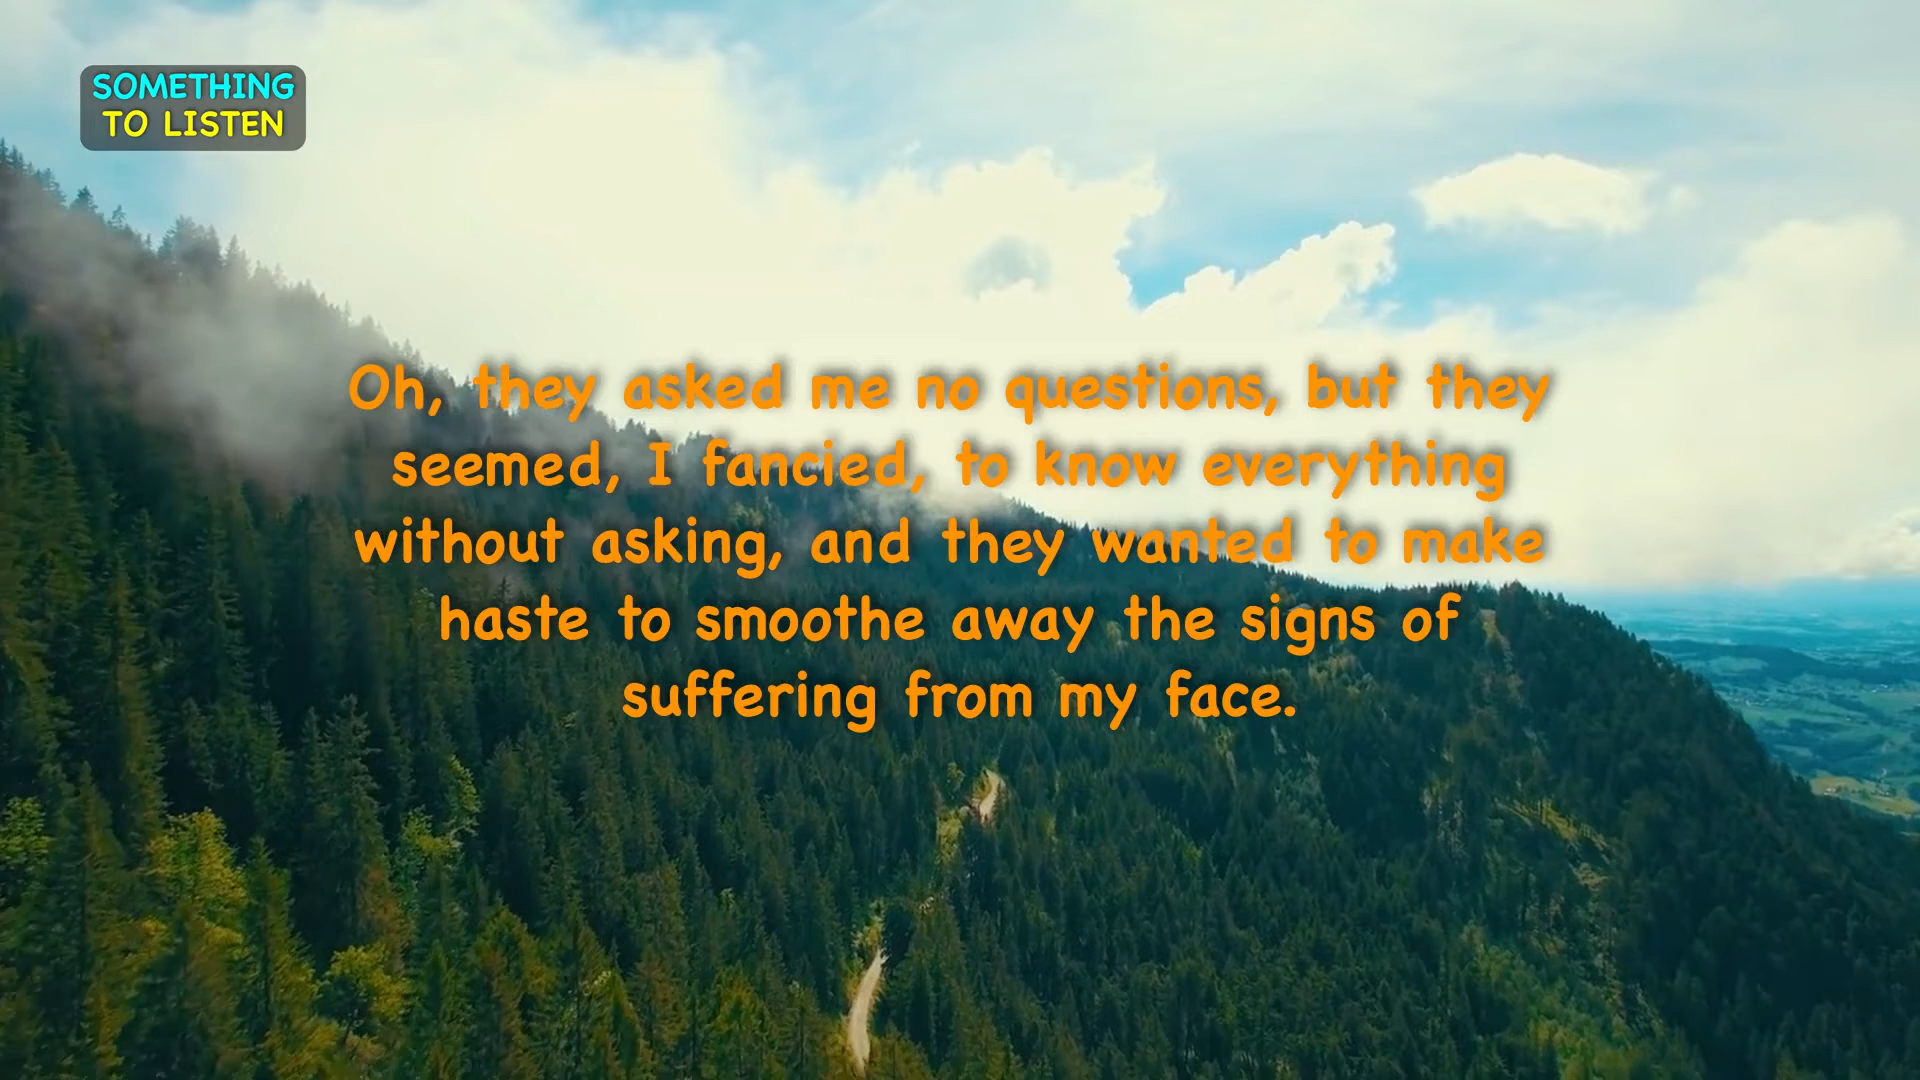 SOMETHING
TO LISTEN
Oh, they asked me no questions, but they
seemed, I fancied, to know everything
without asking, and they wanted to make
haste to smoothe away the signs of
suffering from my face.